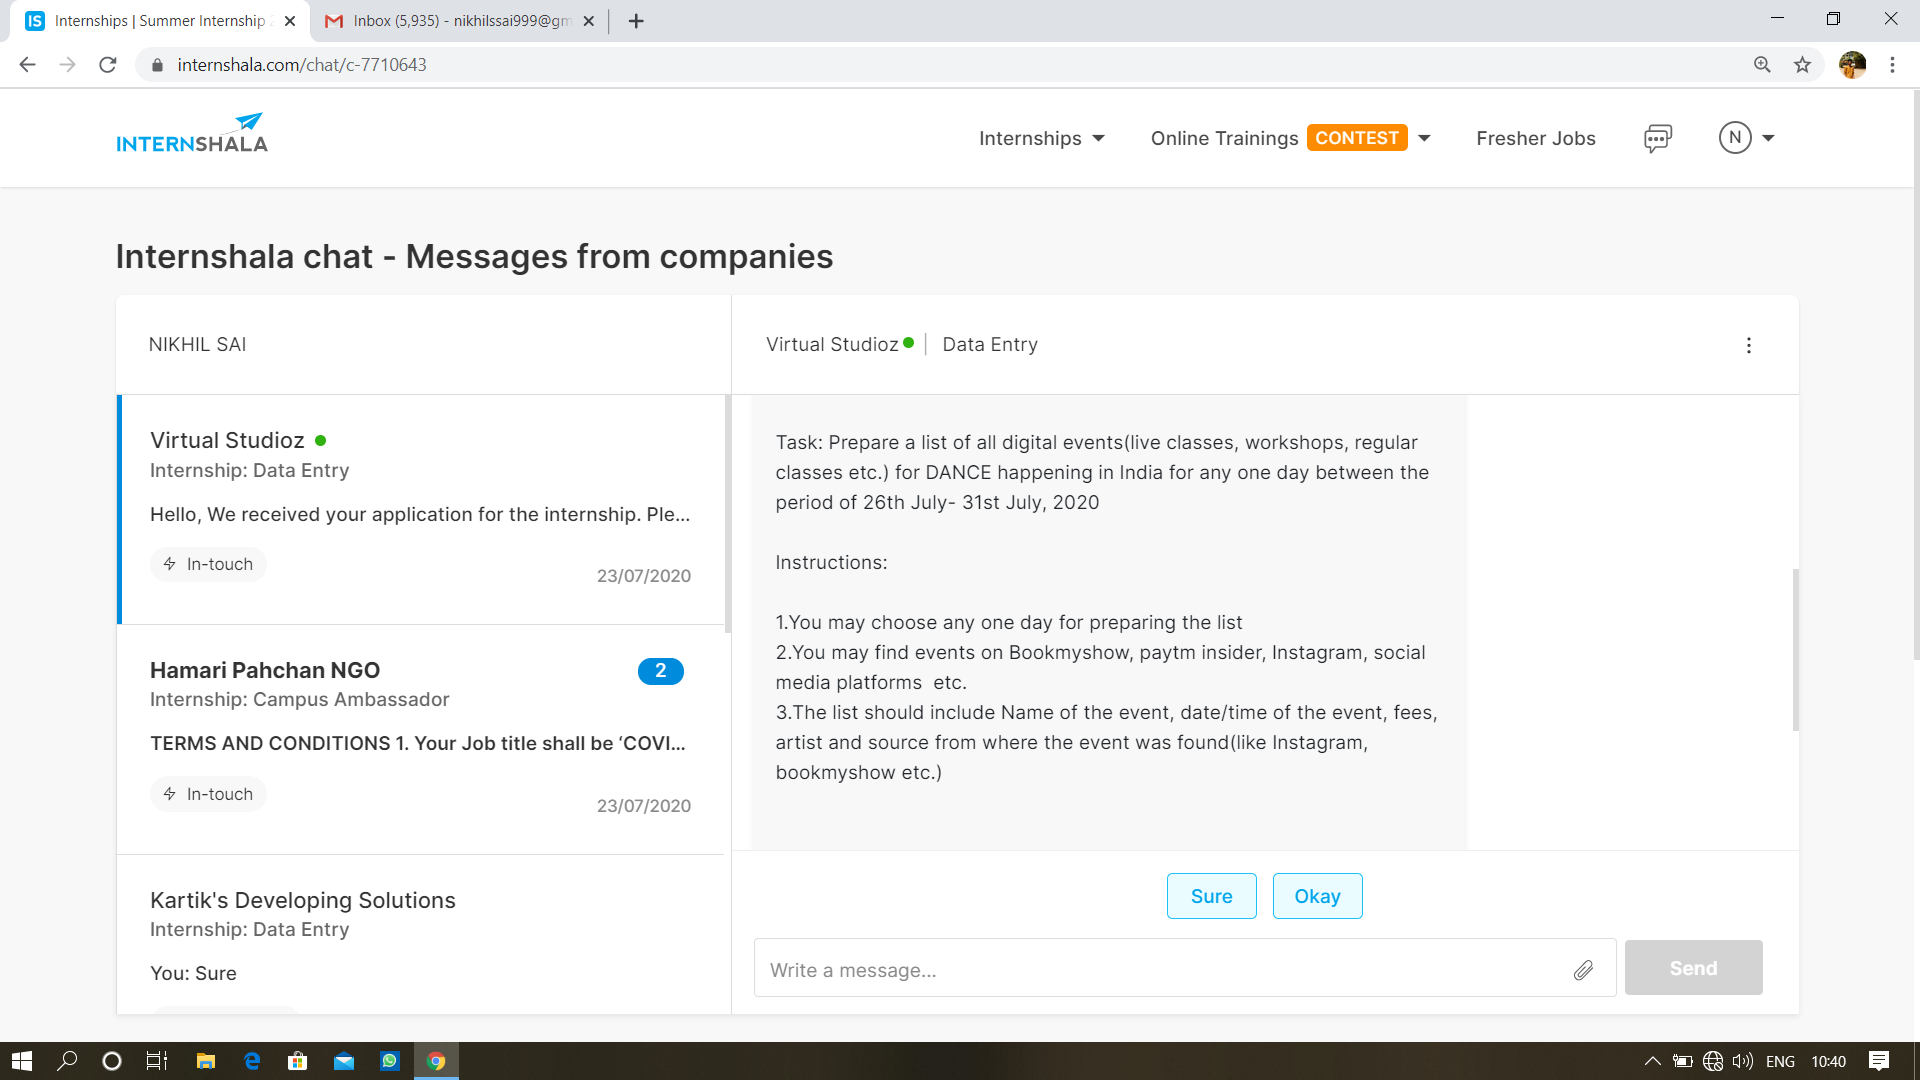 Internships | Summer Internship 2
Inbox (5,935) - nikhilssai999@gm
internshala.com/chat/c-7710643
INTERNSHALA
Internships
Online Trainings CONTEST
Fresher Jobs
N
Internshala chat - Messages from companies
NIKHIL SAI
Virtual Studioz
Internship: Data Entry
Hello, We received your application for the internship. Ple...
In-touch
23/07/2020
Hamari Pahchan NGO
2
Internship: Campus Ambassador
TERMS AND CONDITIONS 1. Your Job title shall be ‘COVI...
In-touch
23/07/2020
Kartik's Developing Solutions
Internship: Data Entry
You: Sure
Virtual Studioz | Data Entry
Task: Prepare a list of all digital events(live classes, workshops, regular
classes etc.) for DANCE happening in India for any one day between the
period of 26th July- 31st July, 2020
Instructions:
1.You may choose any one day for preparing the list
2.You may find events on Bookmyshow, paytm insider, Instagram, social
media platforms  etc.
3.The list should include Name of the event, date/time of the event, fees,
artist and source from where the event was found(like Instagram,
bookmyshow etc.)
Sure
Okay
Write a message...
Send
ENG
10:40